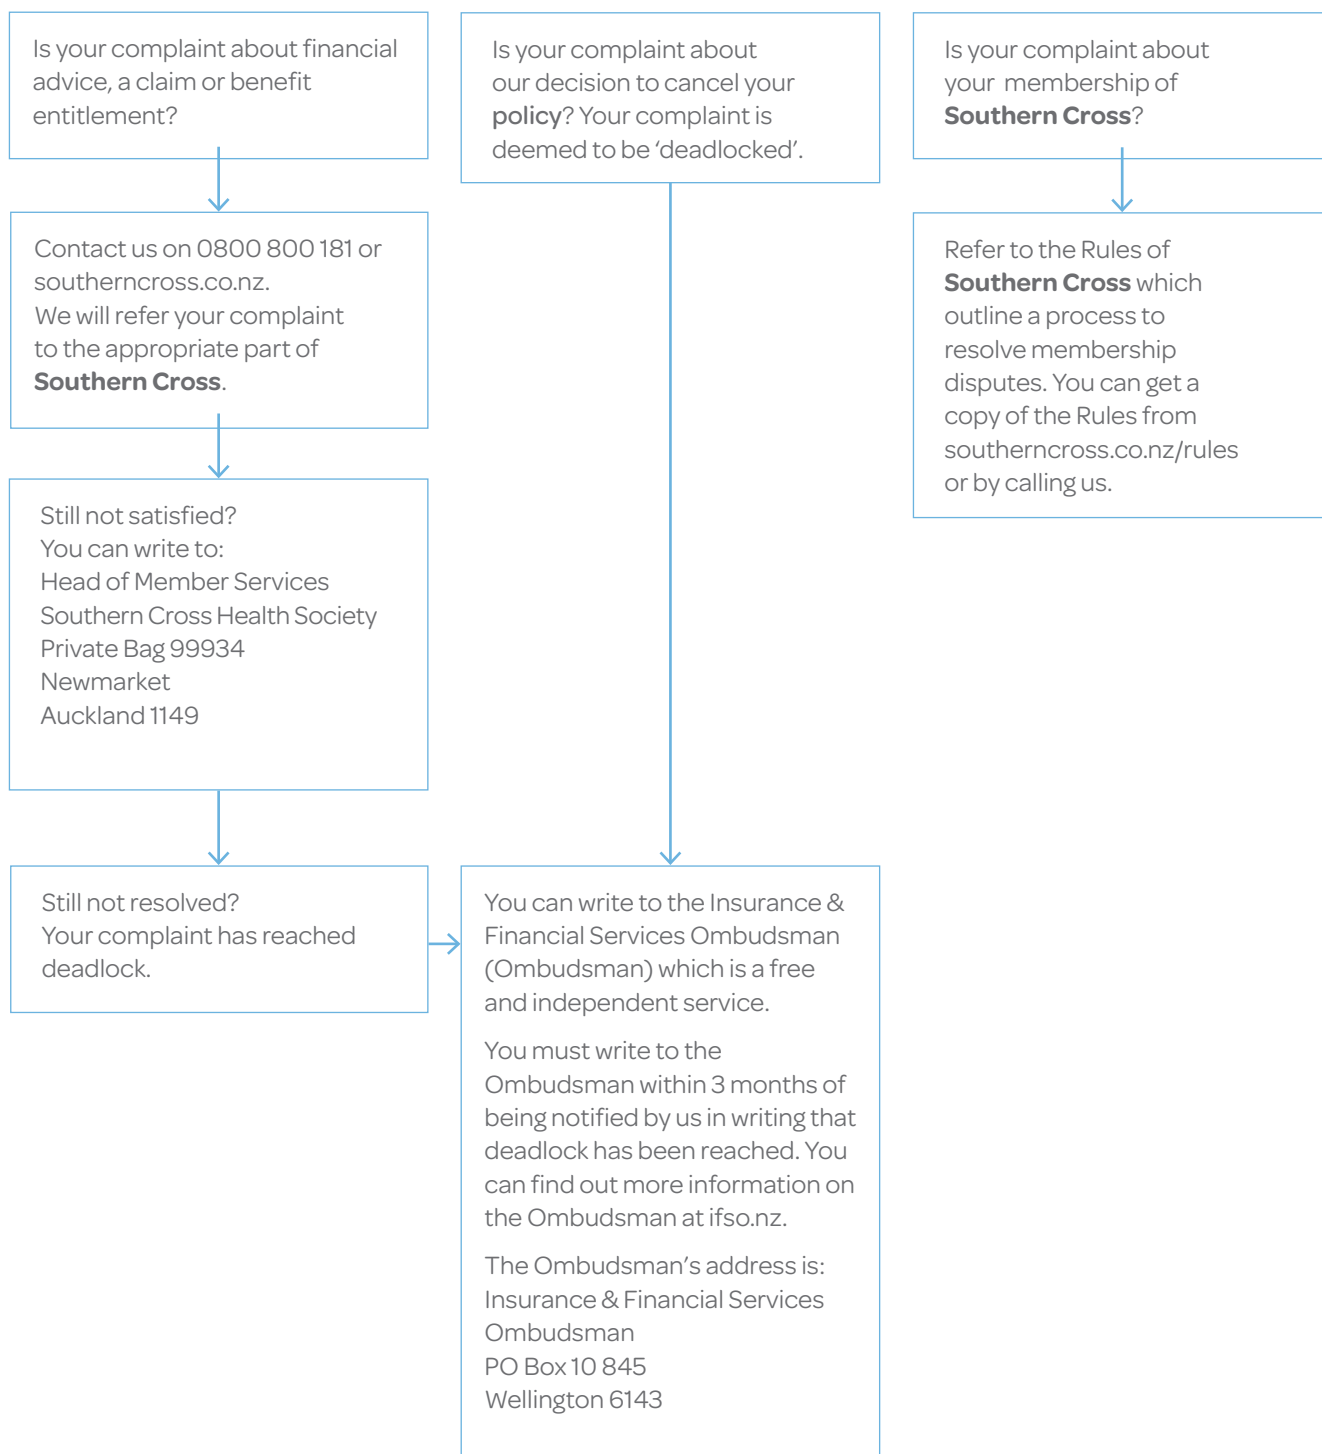 Is your complaint about financial
advice, a claim or benefit
entitlement?
Contact us on 0800 800 181 or
southerncross.co.nz.
We will refer your complaint
to the appropriate part of
Southern Cross.
Still not satisfied?
You can write to:
Head of Member Services
Southern Cross Health Society
Private Bag 99934
Newmarket
Auckland 1149
Still not resolved?
Your complaint has reached
deadlock.
Is your complaint about
our decision to cancel your
policy? Your complaint is
deemed to be ‘deadlocked’.
You can write to the Insurance &
Financial Services Ombudsman
(Ombudsman) which is a free
and independent service.
You must write to the
Ombudsman within 3 months of
being notified by us in writing that
deadlock has been reached. You
can find out more information on
the Ombudsman at ifso.nz.
The Ombudsman’s address is:
Insurance & Financial Services
Ombudsman
PO Box 10 845
Wellington 6143
Is your complaint about
your membership of
Southern Cross?
Refer to the Rules of
Southern Cross which
outline a process to
resolve membership
disputes. You can get a
copy of the Rules from
southerncross.co.nz/rules
or by calling us.